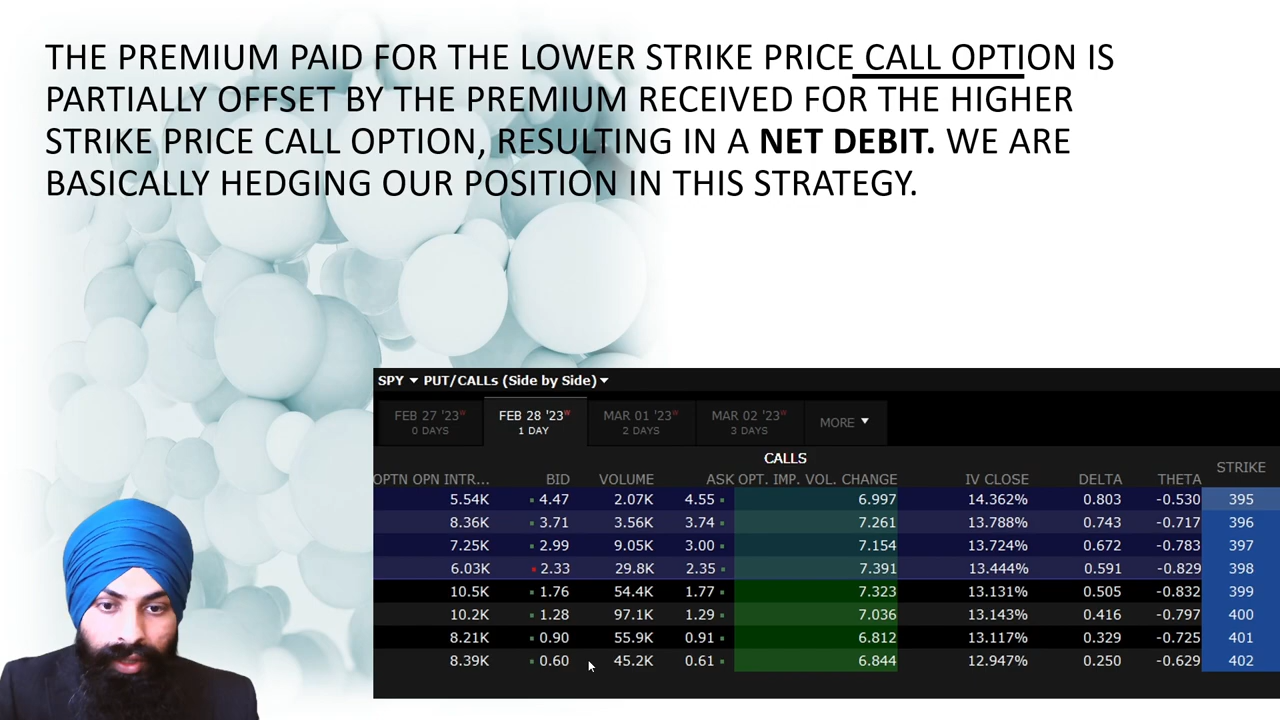 THE PREMIUM PAID FOR THE LOWER STRIKE PRICE CALL OPTION IS
PARTIALLY OFFSET BY THE PREMIUM RECEIVED FOR THE HIGHER
STRIKE PRICE CALL OPTION, RESULTING IN A NET DEBIT. WE ARE
BASICALLY HEDGING OUR POSITION IN THIS STRATEGY.
SPY PUT/CALLs (Side by Side)
FEB 27 '23W FEB 28 '23W MAR 01 '23W MAR 02 '23W MORE
0 DAYS 1 DAY 2 DAYS 3 DAYS
CALLS
OPTN OPN INTR... BID VOLUME ASK OPT. IMP. VOL. CHANGE IV CLOSE DELTA THETA STRIKE
5.54K 4.47 2.07K 4.55 6.997 14.362% 0.803 -0.530 395
8.36K 3.71 3.56K 3.74 7.261 13.788% 0.743 -0.717 396
7.25K 2.99 9.05K 3.00 7.154 13.724% 0.672 -0.783 397
6.03K 2.33 29.8K 2.35 7.391 13.444% 0.591 -0.829 398
10.5K 1.76 54.4K 1.77 7.323 13.131% 0.505 -0.832 399
10.2K 1.28 97.1K 1.29 7.036 13.143% 0.416 -0.797 400
8.21K 0.90 55.9K 0.91 6.812 13.117% 0.329 -0.725 401
8.39K 0.60 45.2K 0.61 6.844 12.947% 0.250 -0.629 402